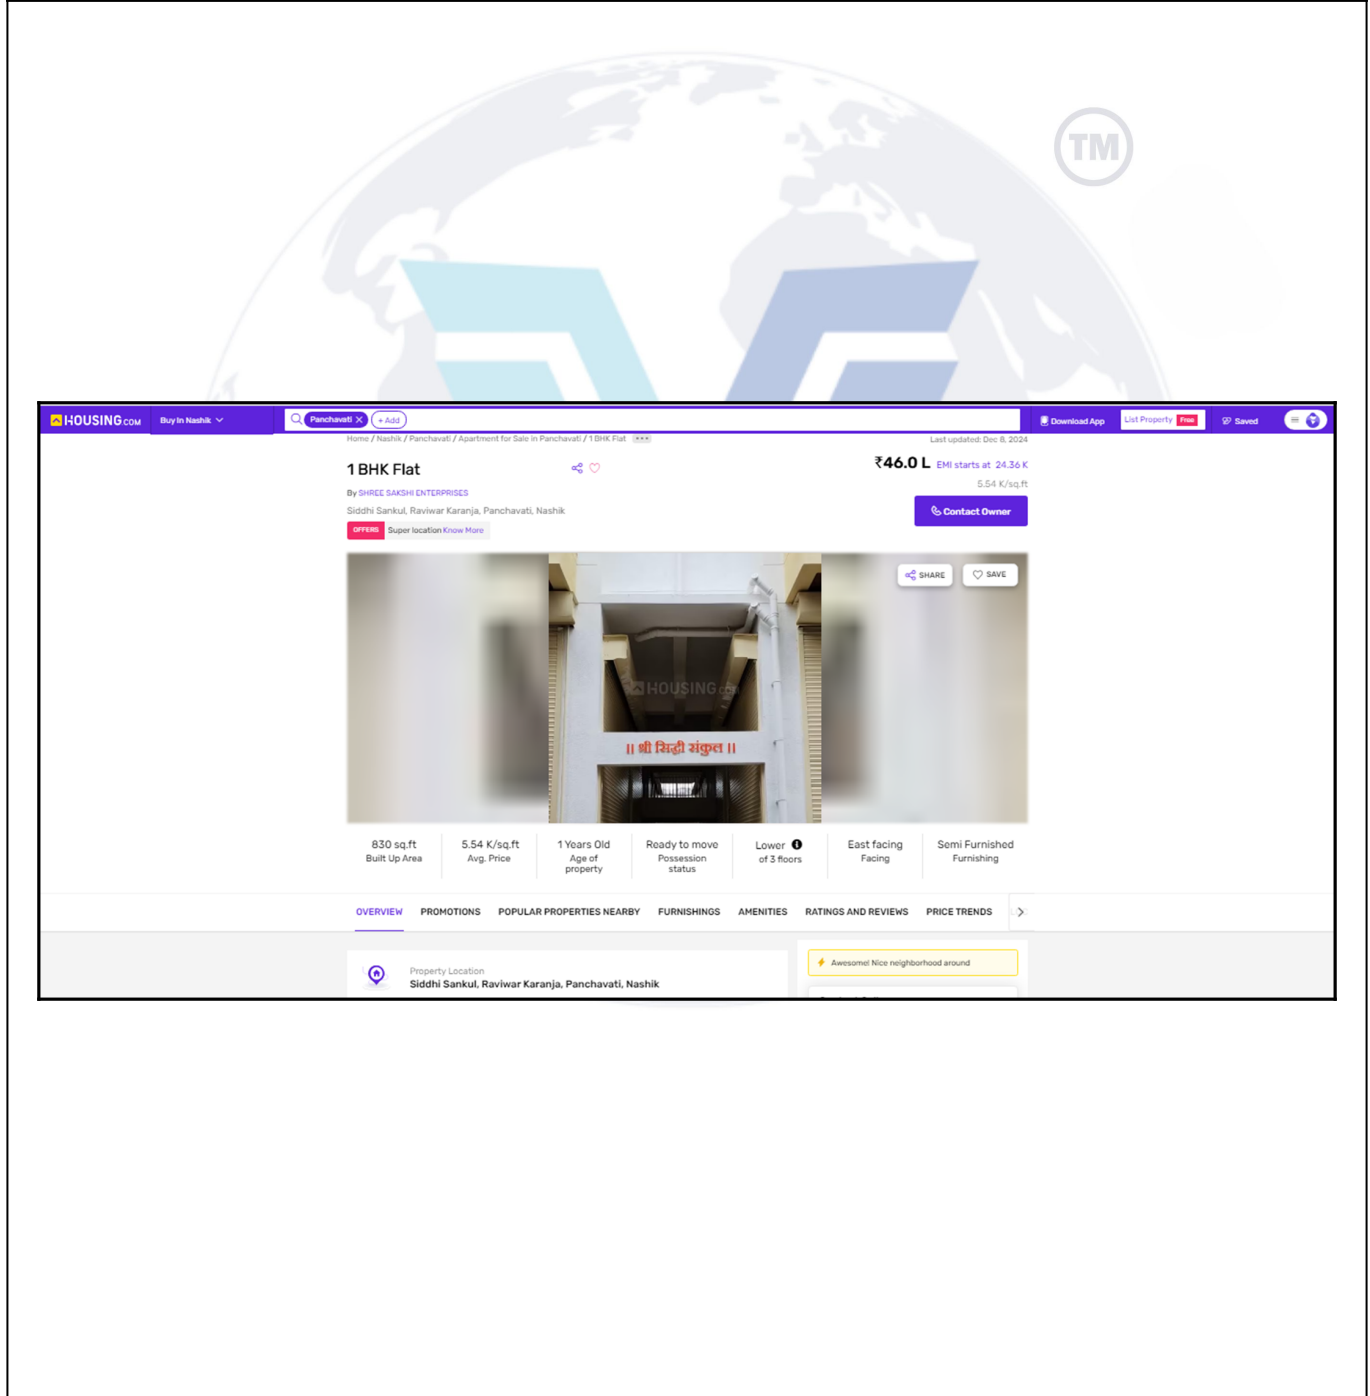 TM
HOUSING.COM Buy in Nashik Panchavati + Add Download App List Property Free Saved
Home / Nashik / Panchavati / Apartment for Sale in Panchavati / 1 BHK Flat Last updated: Dec 8, 2024
1 BHK Flat ₹46.0 L EMI starts at 24.36 K
5.54 K/sq.ft
By SHREE SAKSHI ENTERPRISES
Siddhi Sankul, Raviwar Karanja, Panchavati, Nashik Contact Owner
OFFERS Super location Know More
SHARE SAVE
HOUSING.com
|| श्री सिद्धी संकुल ||
830 sq.ft 5.54 K/sq.ft 1 Years Old Ready to move Lower East facing Semi Furnished
Built Up Area Avg. Price Age of property Possession status of 3 floors Facing Furnishing
OVERVIEW PROMOTIONS POPULAR PROPERTIES NEARBY FURNISHINGS AMENITIES RATINGS AND REVIEWS PRICE TRENDS
Awesome! Nice neighborhood around
Property Location
Siddhi Sankul, Raviwar Karanja, Panchavati, Nashik